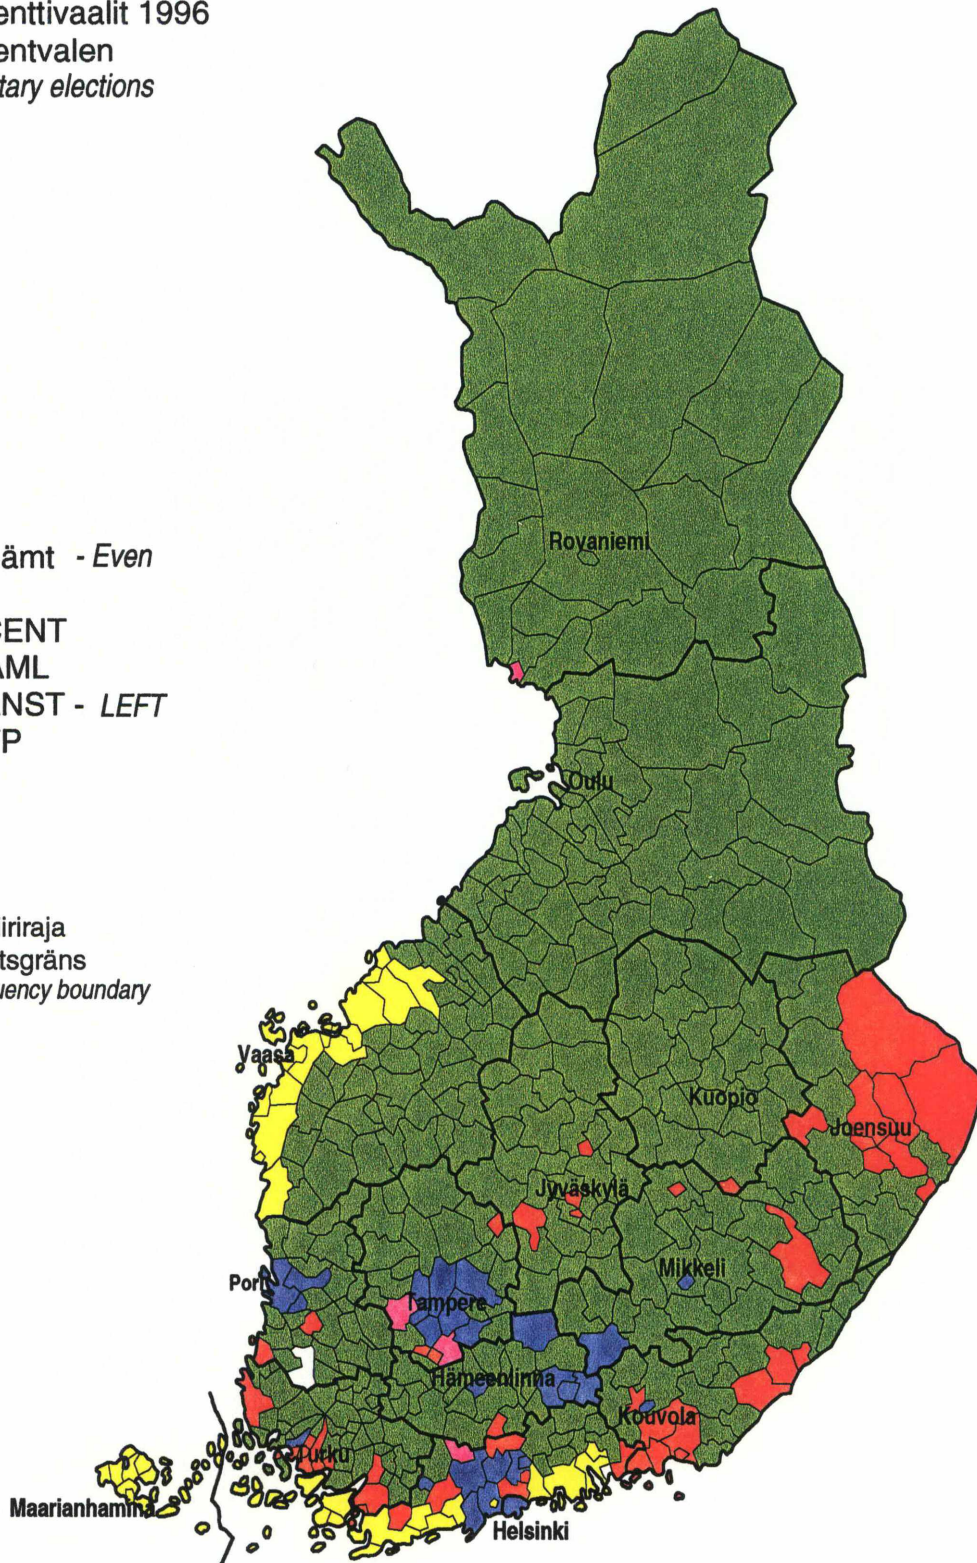 enttivaalit 1996
entvalen
tary elections
ämt - Even
CENT
AML
NST - LEFT
P
iriraja
tsgräns
uency boundary
Rovaniemi
Oulu
Vaasa
Kuopio
Joensuu
Jyväskylä
Mikkeli
Pori
Tampere
Hämeenlinna
Kouvola
Turku
Maarianhamina
Helsinki